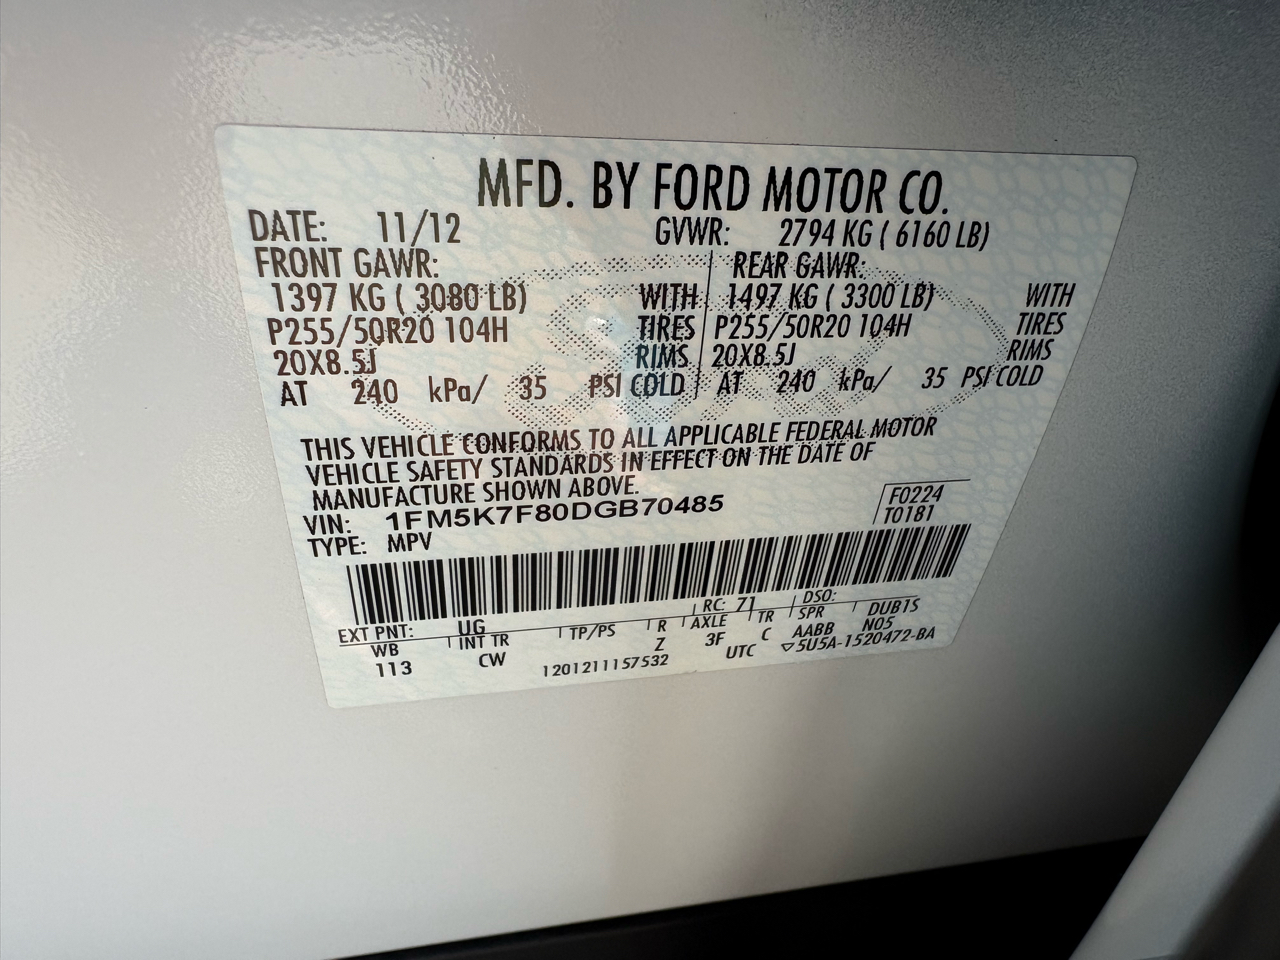 MFD. BY FORD MOTOR CO.
DATE: 11/12 GVWR: 2794 KG ( 6160 LB)
FRONT GAWR: REAR GAWR:
1397 KG ( 3080 LB) WITH 1497 KG ( 3300 LB) WITH
P255/50R20 104H TIRES P255/50R20 104H TIRES
20X8.5J RIMS 20X8.5J RIMS
AT 240 kPa/ 35 PSI COLD AT 240 kPa/ 35 PSI COLD
THIS VEHICLE CONFORMS TO ALL APPLICABLE FEDERAL MOTOR
VEHICLE SAFETY STANDARDS IN EFFECT ON THE DATE OF
MANUFACTURE SHOWN ABOVE.
VIN: 1FM5K7F80DGB70485 F0224
TYPE: MPV T0181
EXT PNT: UG RC: 71 DSO:
WB INT TR TP/PS R AXLE TR SPR DUB1S
113 CW Z 3F C AABB N05
1201211157532 UTC ▽5U5A-1520472-BA